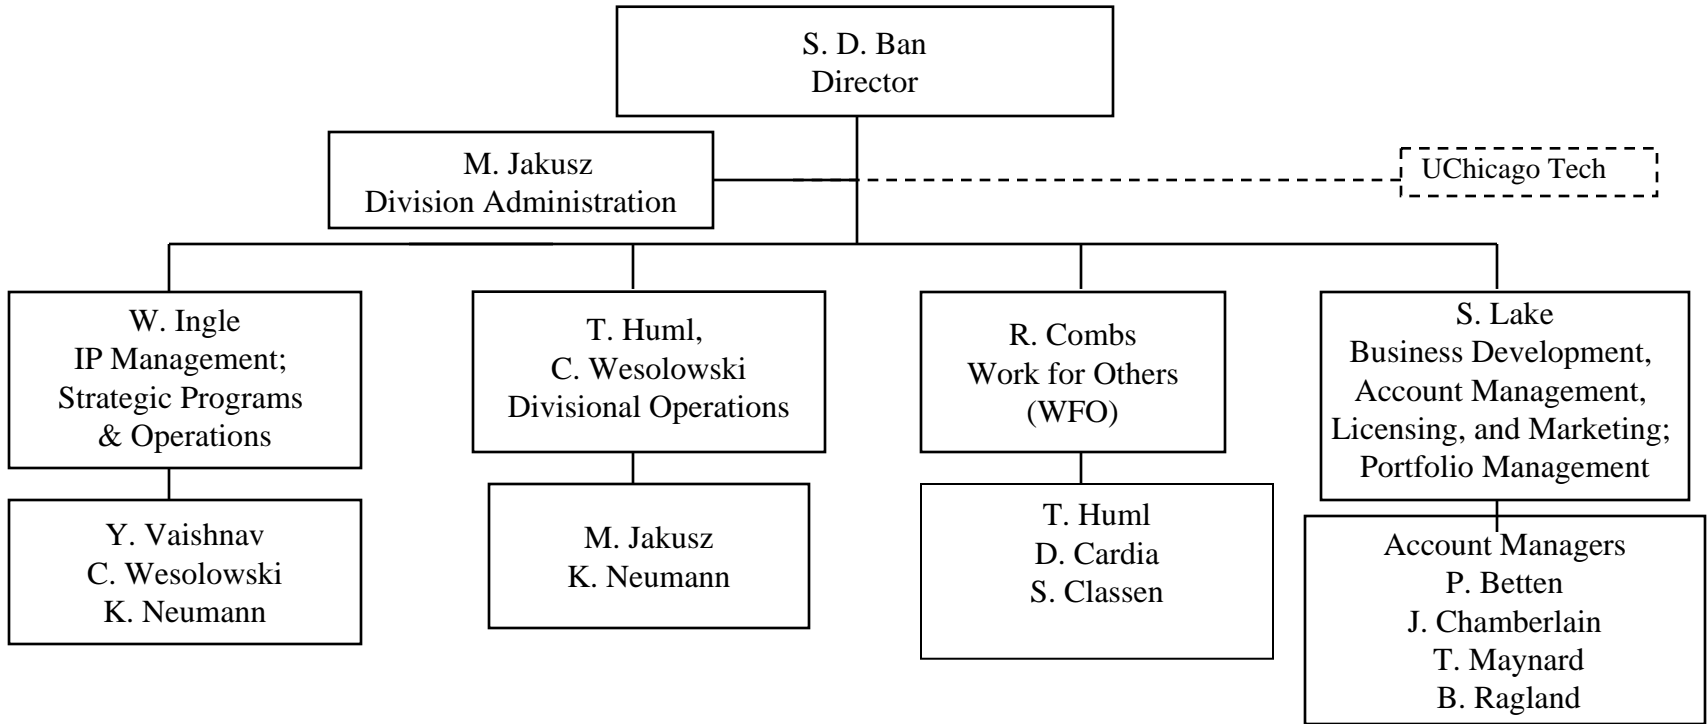 S. D. Ban
Director
M. Jakusz
Division Administration
UChicago Tech
W. Ingle
IP Management;
Strategic Programs
& Operations
T. Huml,
C. Wesolowski
Divisional Operations
R. Combs
Work for Others
(WFO)
S. Lake
Business Development,
Account Management,
Licensing, and Marketing;
Portfolio Management
Y. Vaishnav
C. Wesolowski
K. Neumann
M. Jakusz
K. Neumann
T. Huml
D. Cardia
S. Classen
Account Managers
P. Betten
J. Chamberlain
T. Maynard
B. Ragland